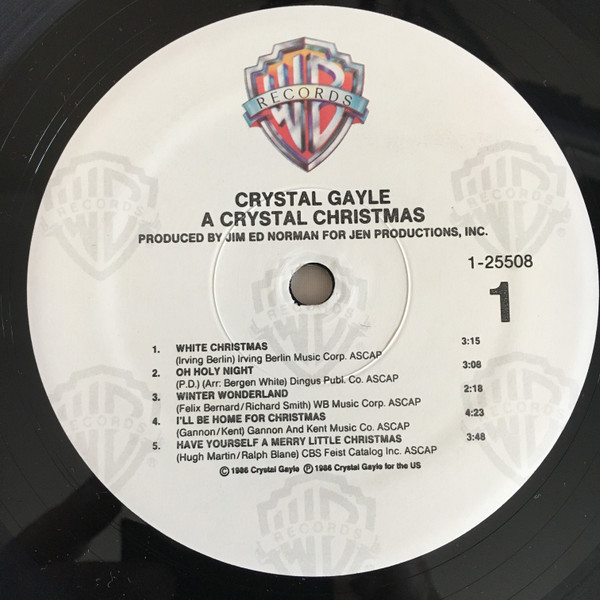 WB
RECORDS
CRYSTAL GAYLE
A CRYSTAL CHRISTMAS
PRODUCED BY JIM ED NORMAN FOR JEN PRODUCTIONS, INC.
1-25508
1
1. WHITE CHRISTMAS 3:15
(Irving Berlin) Irving Berlin Music Corp. ASCAP
2. OH HOLY NIGHT 3:08
(P.D.) (Arr: Bergen White) Dingus Publ. Co. ASCAP
3. WINTER WONDERLAND 2:18
(Felix Bernard/Richard Smith) WB Music Corp. ASCAP
4. I'LL BE HOME FOR CHRISTMAS 4:23
(Gannon/Kent) Gannon And Kent Music Co. ASCAP
5. HAVE YOURSELF A MERRY LITTLE CHRISTMAS 3:48
(Hugh Martin/Ralph Blane) CBS Feist Catalog Inc. ASCAP
© 1986 Crystal Gayle ℗ 1986 Crystal Gayle for the US